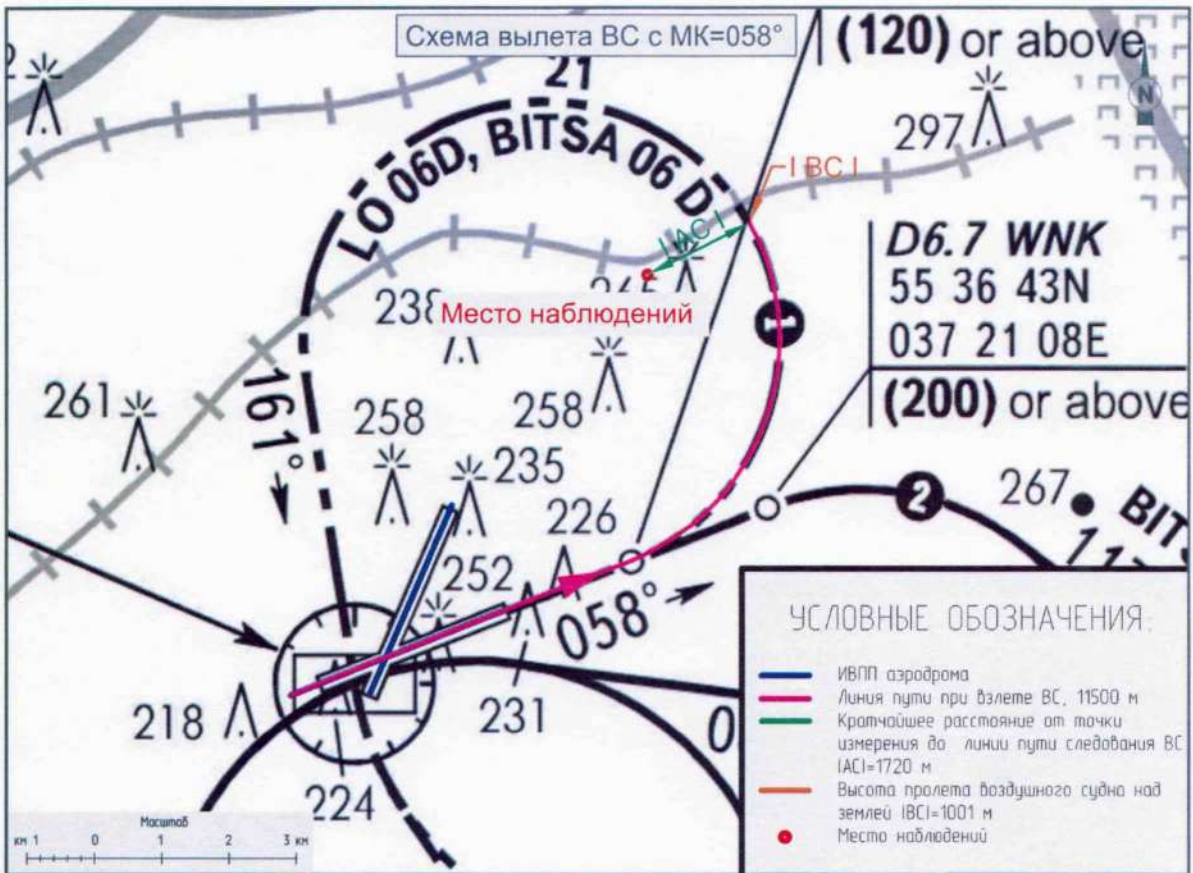 Схема вылета ВС с МК=058°
(120) or above
21
N
297
LO 06D, BITSA 06 D
I BC I
I AC I
D6.7 WNK
55 36 43N
037 21 08E
238
Место наблюдений
(200) or above
261
161°
258
258
235
267
226
252
058°
1
2
218
231
224
Масштаб
км 1 0 1 2 3 км
УСЛОВНЫЕ ОБОЗНАЧЕНИЯ:
ИВПП аэродрома
Линия пути при взлете ВС, 11500 м
Кратчайшее расстояние от точки
измерения до линии пути следования ВС
IACI=1720 м
Высота пролета воздушного судна над
землей IBCI=1001 м
Место наблюдений